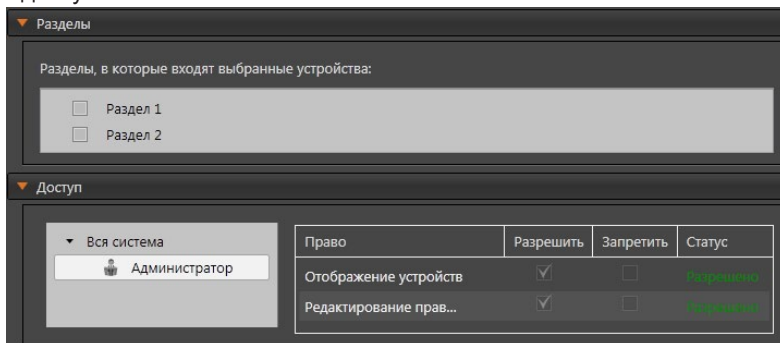 Разделы
Разделы, в которые входят выбранные устройства:
Раздел 1
Раздел 2
Доступ
Вся система
Администратор
Право Разрешить Запретить Статус
Отображение устройств Разрешено
Редактирование прав... Разрешено